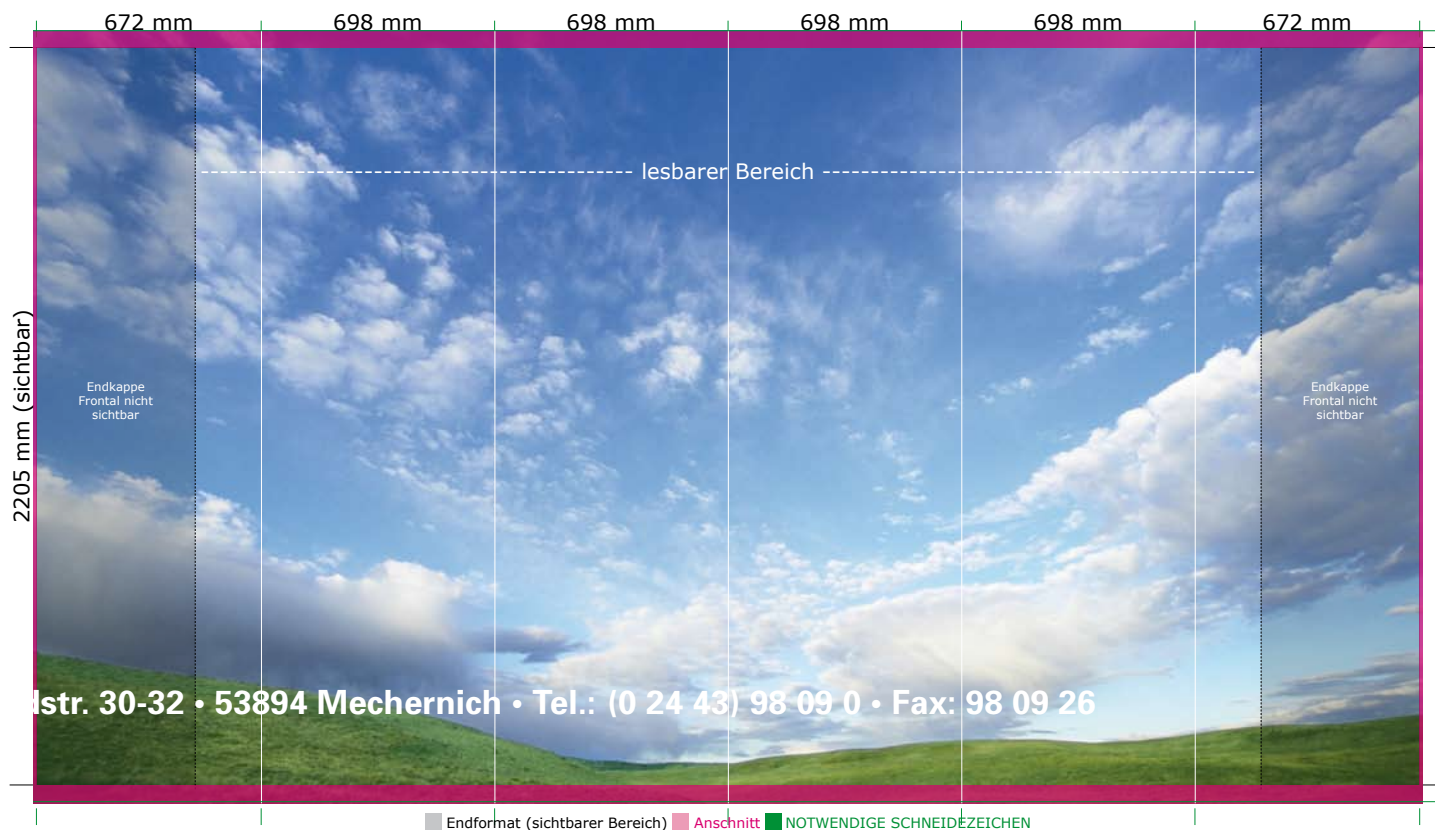 672 mm 698 mm 698 mm 698 mm 698 mm 672 mm
lesbarer Bereich
2205 mm (sichtbar)
Endkappe
Frontal nicht
sichtbar
Endkappe
Frontal nicht
sichtbar
dstr. 30-32 • 53894 Mechernich • Tel.: (0 24 43) 98 09 0 • Fax: 98 09 26
Endformat (sichtbarer Bereich) Anschnitt NOTWENDIGE SCHNEIDEZEICHEN